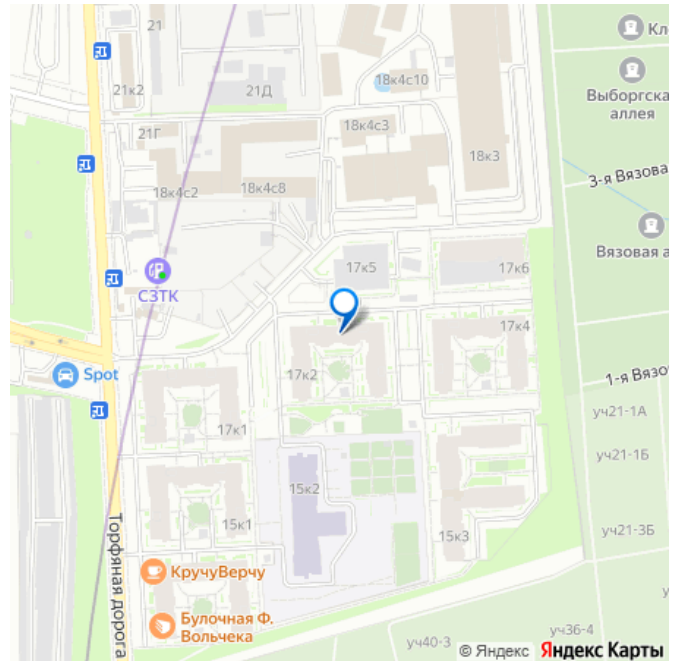 21
Кл
21к2
21Д
18к4с10
Выборгска
аллея
21Г
18к4с3
18к3
3-я Вязова
18к4с2
18к4с8
Вязовая а
17к5
17к6
СЗТК
17к4
Spot
17к2
1-я Вязо
уч21-1А
17к1
уч21-1Б
15к2
15к1
15к3
уч21-3Б
Торфяная дорога
КручуВерчу
у
Булочная Ф.
Вольчека
уч40-3
уч36-4
© Яндекс Яндекс Карты